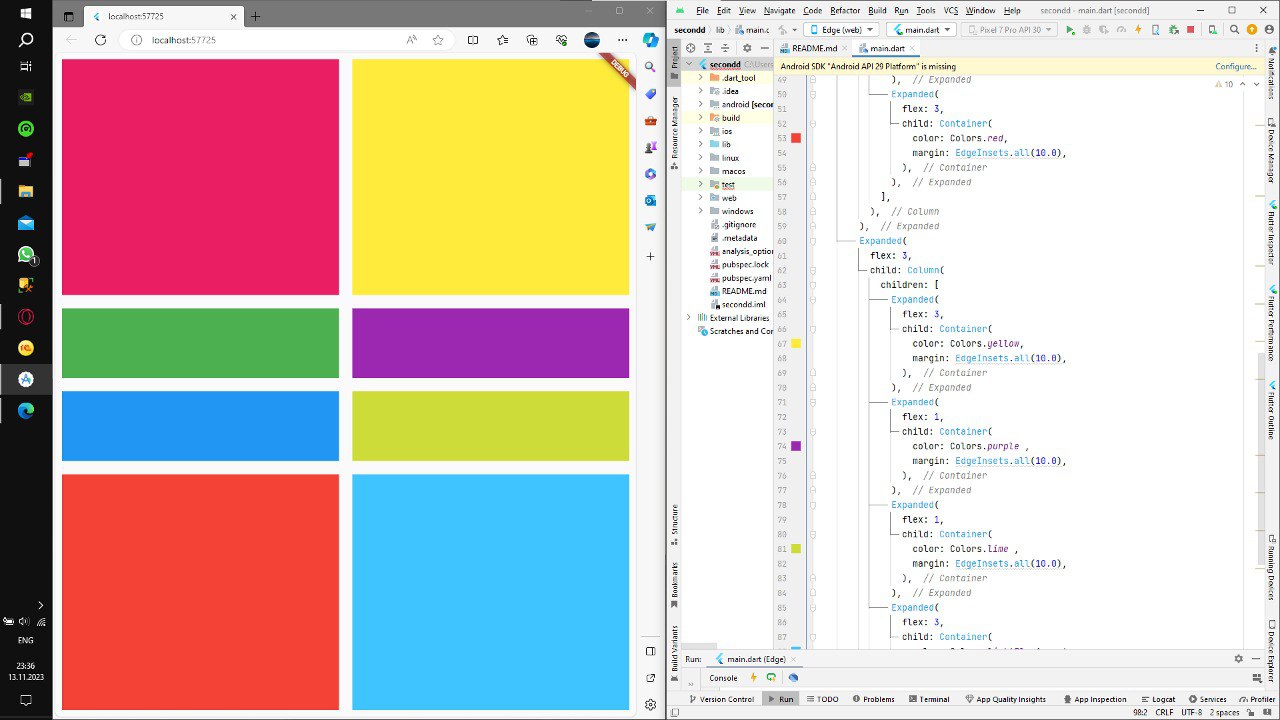 localhost:57725
localhost:57725
DEBUG
ENG
23:36
13.11.2023
File Edit View Navigate Code Refactor Build Run Tools VCS Window Help secondd - main.dart [secondd]
secondd lib main.c
Edge (web)
main.dart
Pixel 7 Pro API 30
Project
Resource Manager
Structure
Bookmarks
Build Variants
README.md
main.dart
Android SDK "Android API 29 Platform" is missing
Configure...
10
secondd C:\Users
.dart_tool
.idea
android [secon
build
ios
lib
linux
macos
test
web
windows
.gitignore
.metadata
analysis_option
pubspec.lock
pubspec.yaml
README.md
secondd.iml
External Libraries
Scratches and Con
49 ), // Expanded
50 Expanded(
51 flex: 3,
52 child: Container(
53 color: Colors.red,
54 margin: EdgeInsets.all(10.0),
55 ), // Container
56 ), // Expanded
57 ],
58 ), // Column
59 ), // Expanded
60 Expanded(
61 flex: 3,
62 child: Column(
63 children: [
64 Expanded(
65 flex: 3,
66 child: Container(
67 color: Colors.yellow,
68 margin: EdgeInsets.all(10.0),
69 ), // Container
70 ), // Expanded
71 Expanded(
72 flex: 1,
73 child: Container(
74 color: Colors.purple ,
75 margin: EdgeInsets.all(10.0),
76 ), // Container
77 ), // Expanded
78 Expanded(
79 flex: 1,
80 child: Container(
81 color: Colors.lime ,
82 margin: EdgeInsets.all(10.0),
83 ), // Container
84 ), // Expanded
85 Expanded(
86 flex: 3,
87 child: Container(
Notifications
Device Manager
Flutter Inspector
Flutter Performance
Flutter Outline
Running Devices
Device Explorer
Run: main.dart (Edge)
Console
Version Control Run TODO Problems Terminal App Quality Insights Logcat Services Profiler
98:2 CRLF UTF-8 2 spaces